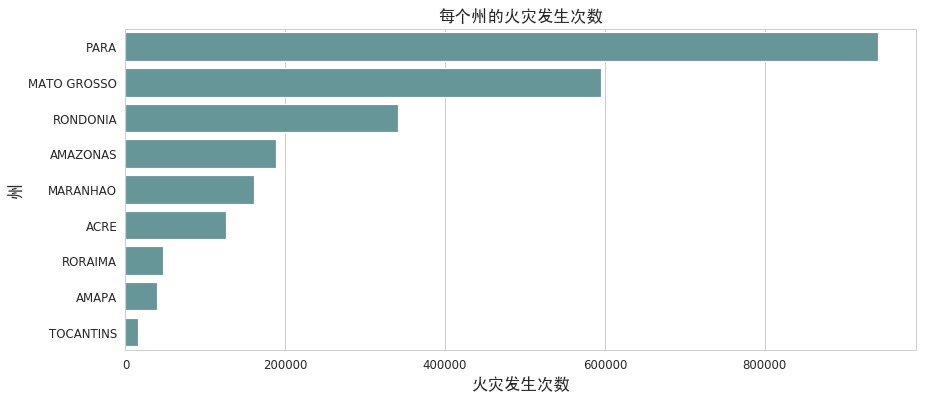 每个州的火灾发生次数
州
PARA
MATO GROSSO
RONDONIA
AMAZONAS
MARANHAO
ACRE
RORAIMA
AMAPA
TOCANTINS
0 200000 400000 600000 800000
火灾发生次数